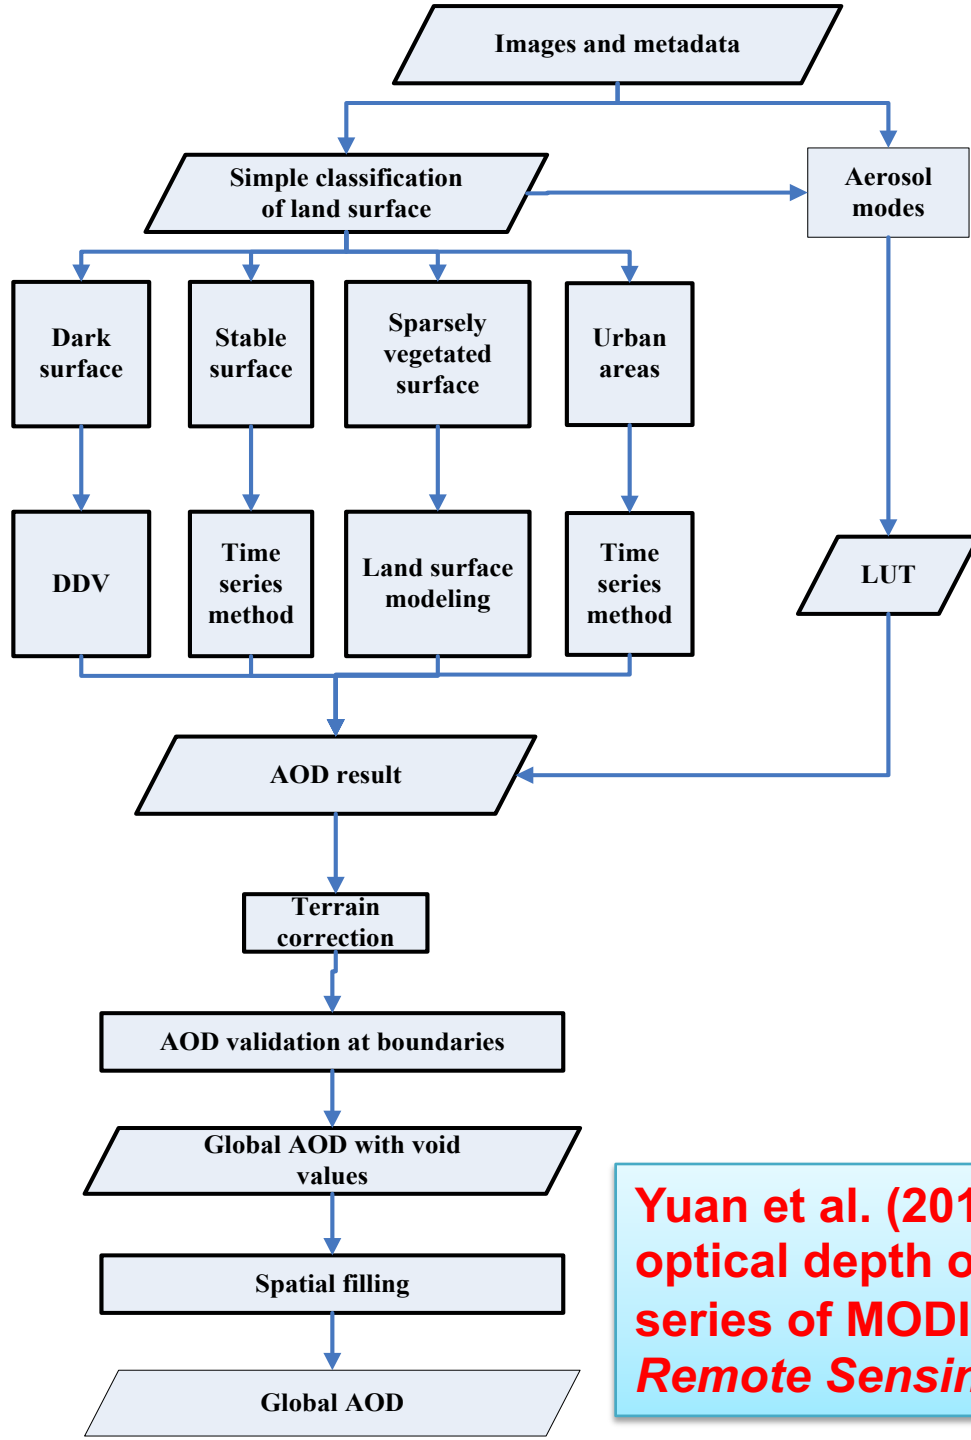 Images and metadata
Simple classification
of land surface
Aerosol
modes
Dark
surface
Stable
surface
Sparsely
vegetated
surface
Urban
areas
DDV
Time
series
method
Land surface
modeling
Time
series
method
LUT
AOD result
Terrain
correction
AOD validation at boundaries
Global AOD with void
values
Spatial filling
Global AOD
Yuan et al. (201
optical depth o
series of MODI
Remote Sensin